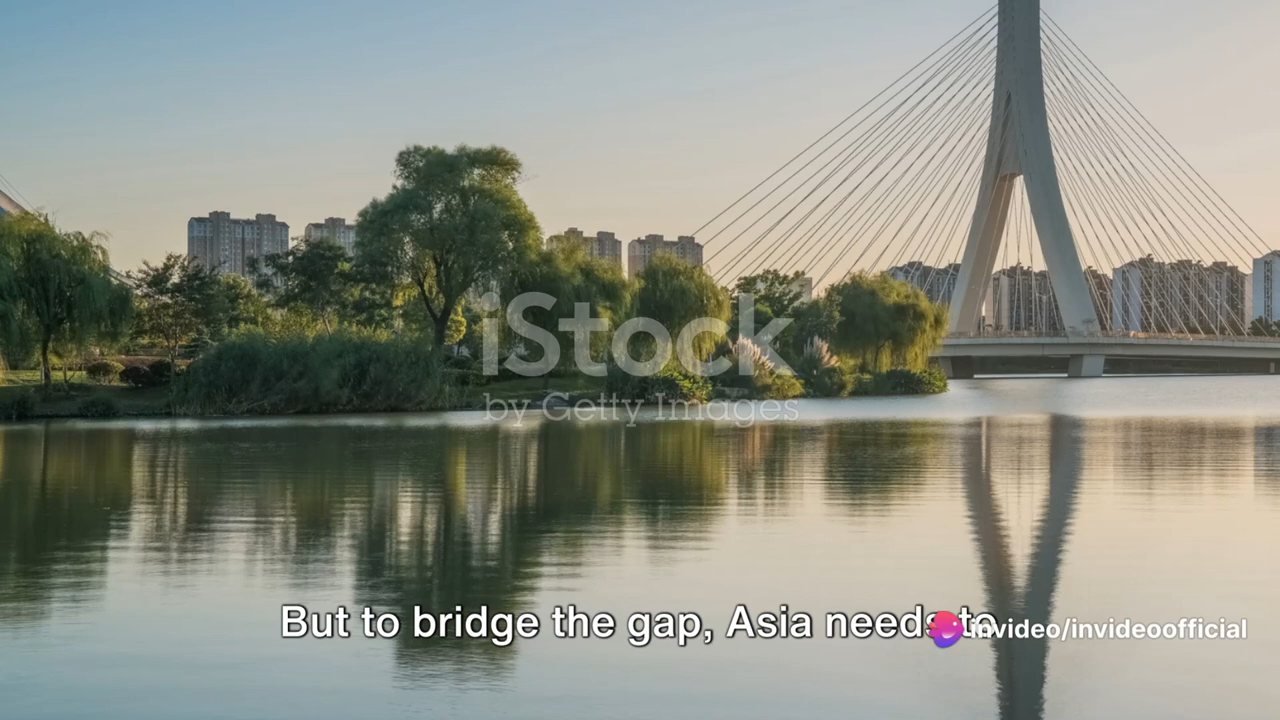 iStock
by Getty Images
But to bridge the gap, Asia needs to
invideo/invideoofficial